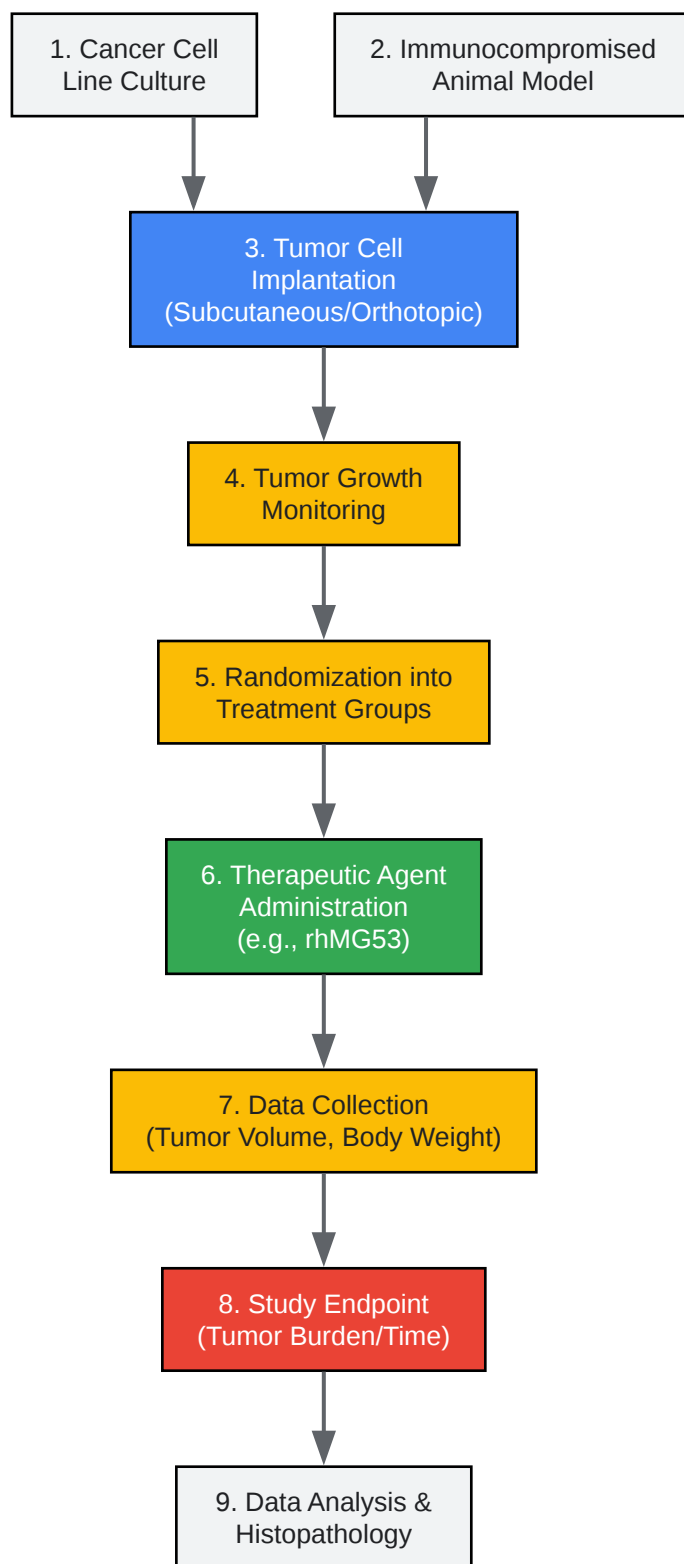 1. Cancer Cell
Line Culture
2. Immunocompromised
Animal Model
3. Tumor Cell
Implantation
(Subcutaneous/Orthotopic)
4. Tumor Growth
Monitoring
5. Randomization into
Treatment Groups
6. Therapeutic Agent
Administration
(e.g., rhMG53)
7. Data Collection
(Tumor Volume, Body Weight)
8. Study Endpoint
(Tumor Burden/Time)
9. Data Analysis &
Histopathology